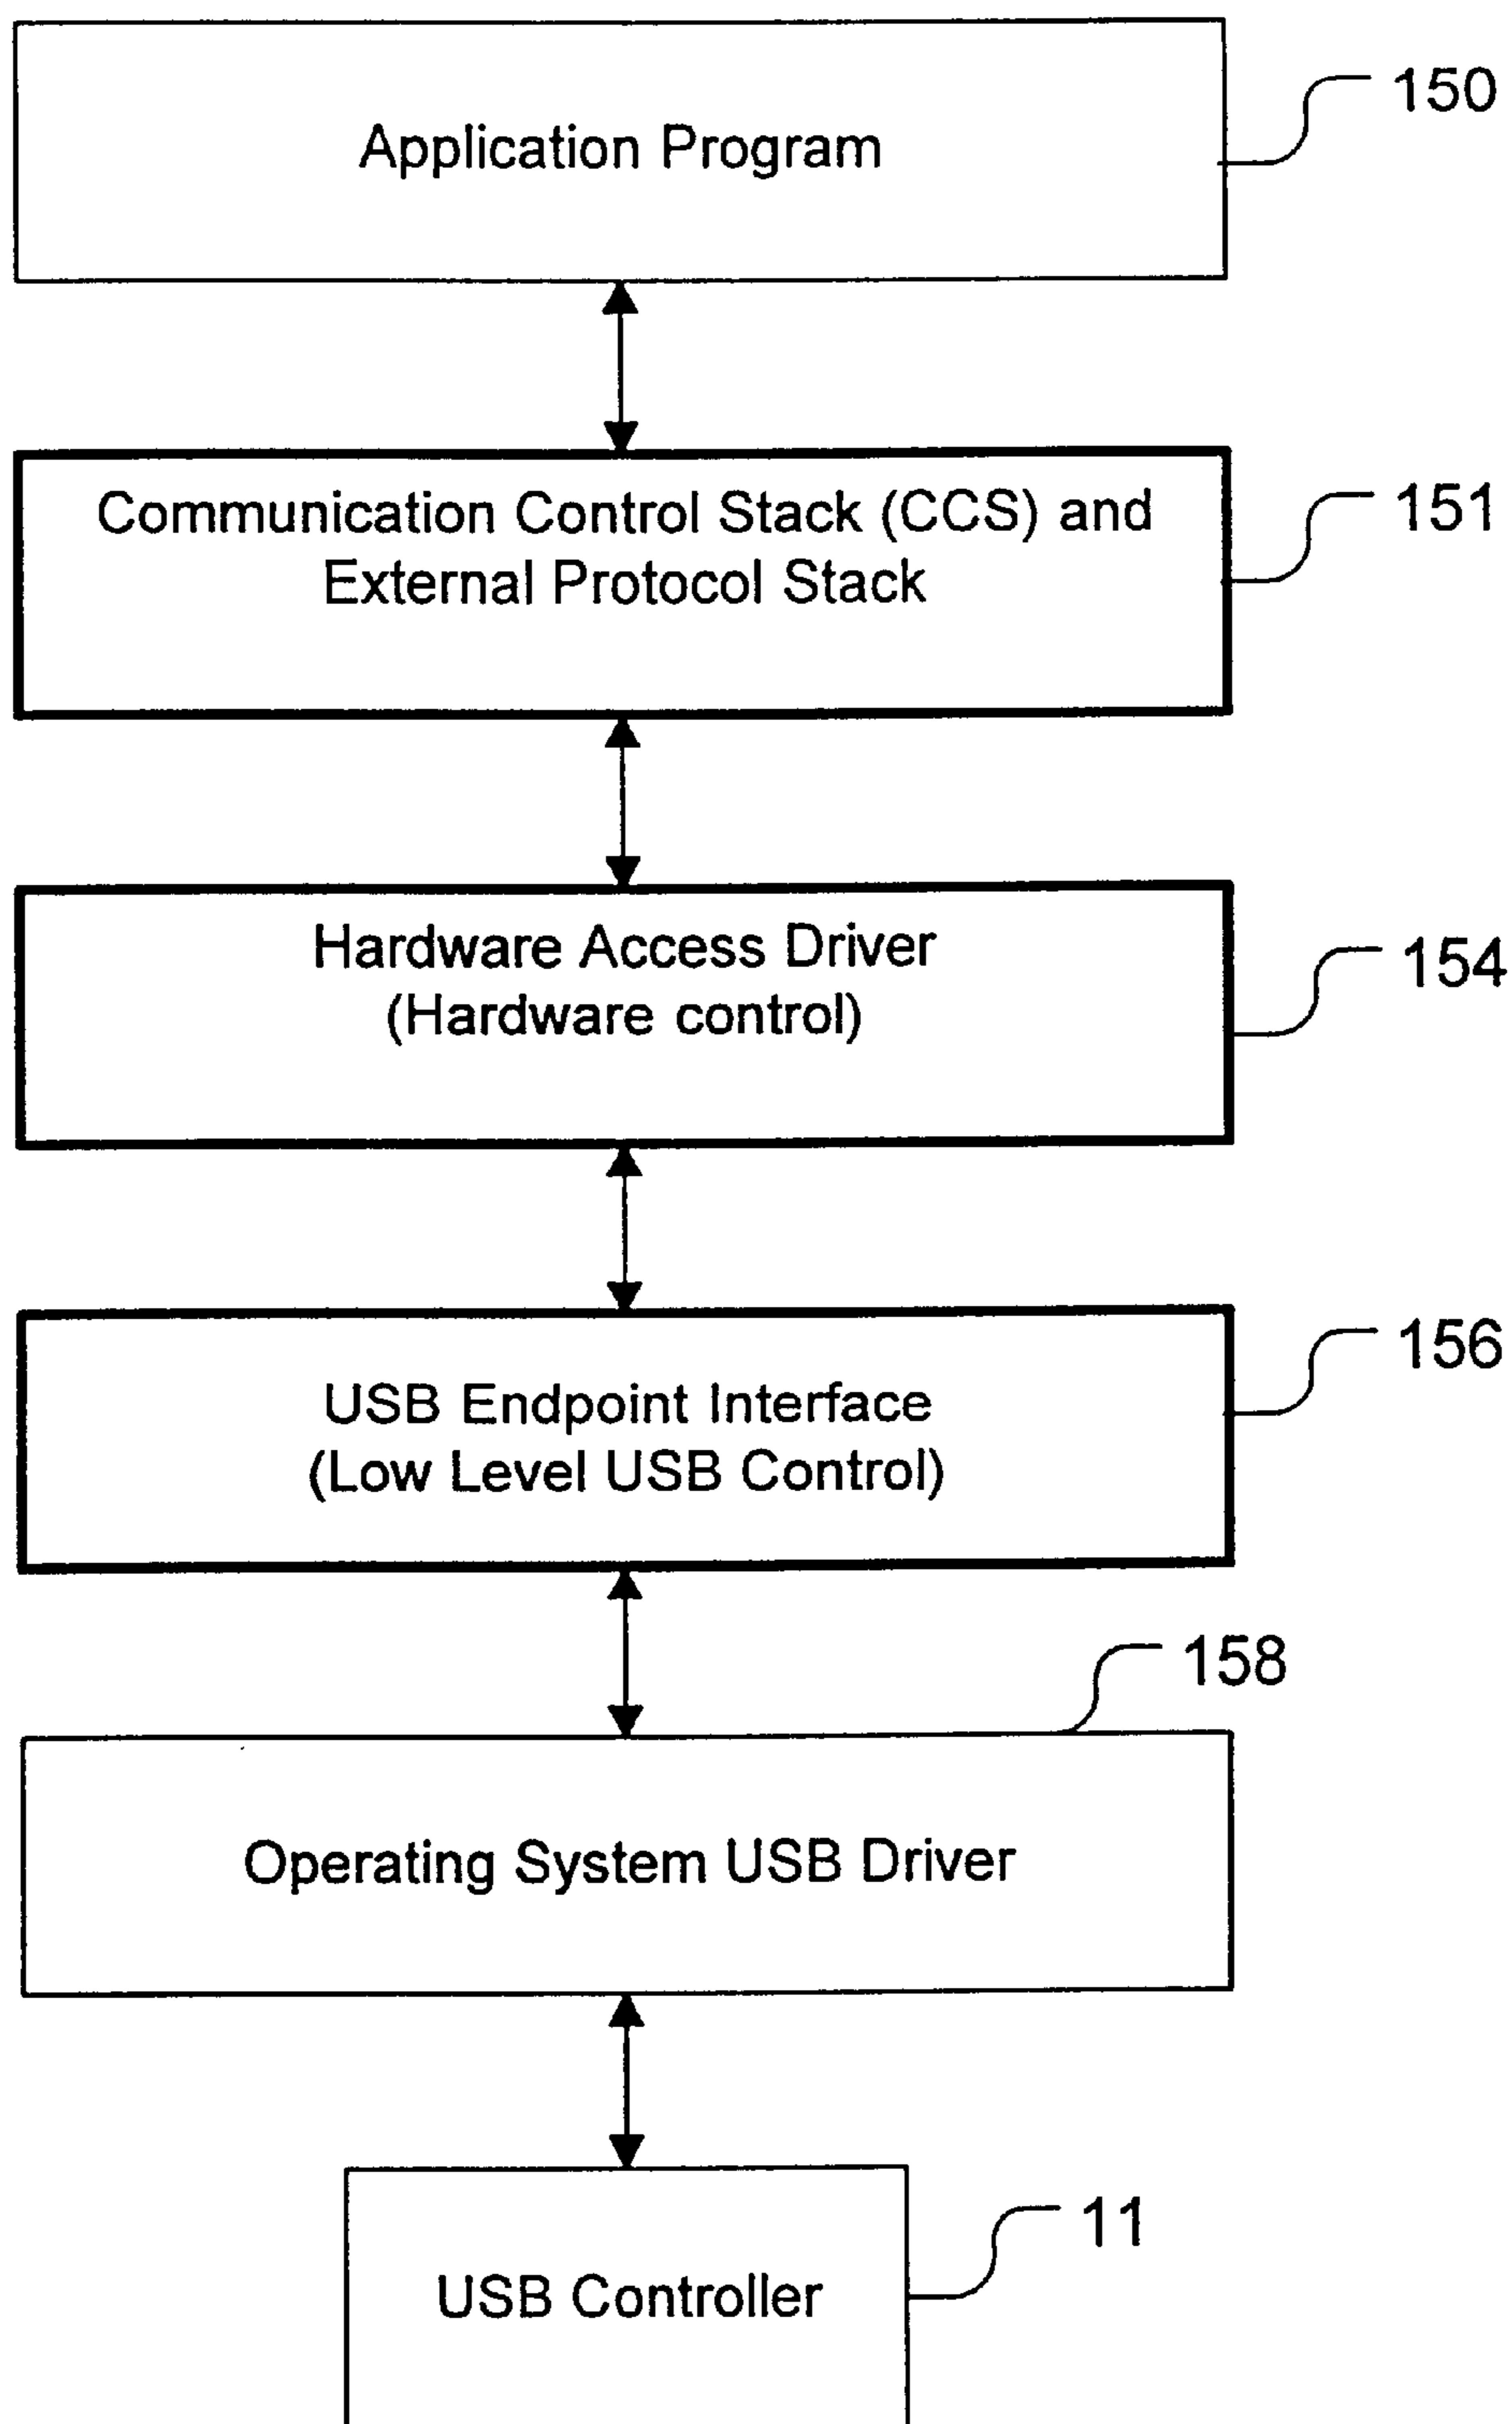 Application Program
150
Communication Control Stack (CCS) and
External Protocol Stack
151
Hardware Access Driver
(Hardware control)
154
USB Endpoint Interface
(Low Level USB Control)
156
158
Operating System USB Driver
11
USB Controller